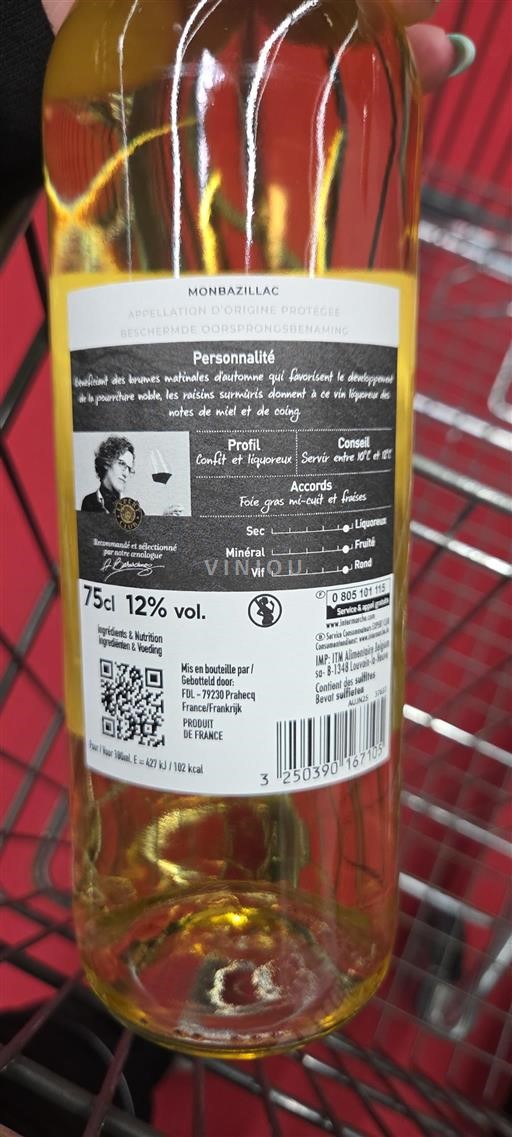 MONBAZILLAC
APPELLATION D'ORIGINE PROTÉGÉE
BESCHERMDE OORSPRONGSBENAMING
Personnalité
Bénéficiant des brumes matinales d'automne qui favorisent le développement
de la pourriture noble, les raisins surmûris donnent à ce vin liquoreux des
notes de miel et de coing.
Profil
Confit et liquoreux
Conseil
Servir entre 10°C et 12°C
Accords
Foie gras mi-cuit et fraises
Recommandé et sélectionné
par notre œnologue
Sec
Liquoreux
Minéral
Fruité
Vif
Rond
VINIOU
75cl 12% vol.
Ingrédients & Nutrition
Ingrediënten & Voeding
Pour / Voor 100ml, E = 427 kJ / 102 kcal
Mis en bouteille par /
Gebotteld door:
FDL - 79230 Prahecq
France/Frankrijk
PRODUIT
DE FRANCE
0 805 101 115
Service & appel gratuits
www.intermarche.com
IMP: ITM Alimentaire Belgium
sa- B-1348 Louvain-la-Neuve
Contient des sulfites
Bevat sulfieten
3 250390 167105